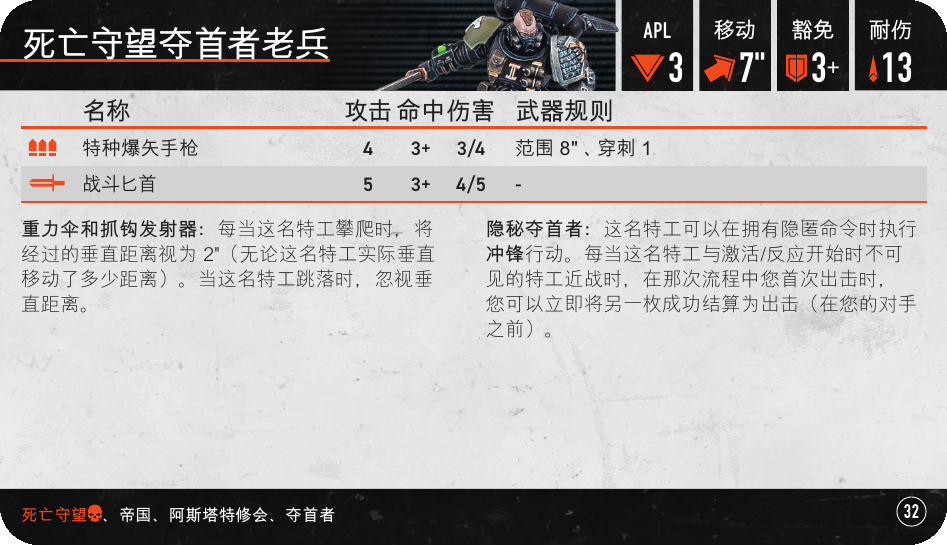 死亡守望夺首者老兵
APL 移动 豁免 耐伤
3 7" 3+ 13
名称 攻击 命中 伤害 武器规则
特种爆矢手枪 4 3+ 3/4 范围 8"、穿刺 1
战斗匕首 5 3+ 4/5 -
重力伞和抓钩发射器：每当这名特工攀爬时，将
经过的垂直距离视为 2"（无论这名特工实际垂直
移动了多少距离）。当这名特工跳落时，忽视垂
直距离。
隐秘夺首者：这名特工可以在拥有隐匿命令时执行
冲锋行动。每当这名特工与激活/反应开始时不可
见的特工近战时，在那次流程中您首次出击时，
您可以立即将另一枚成功结算为出击（在您的对手
之前）。
死亡守望、帝国、阿斯塔特修会、夺首者
32